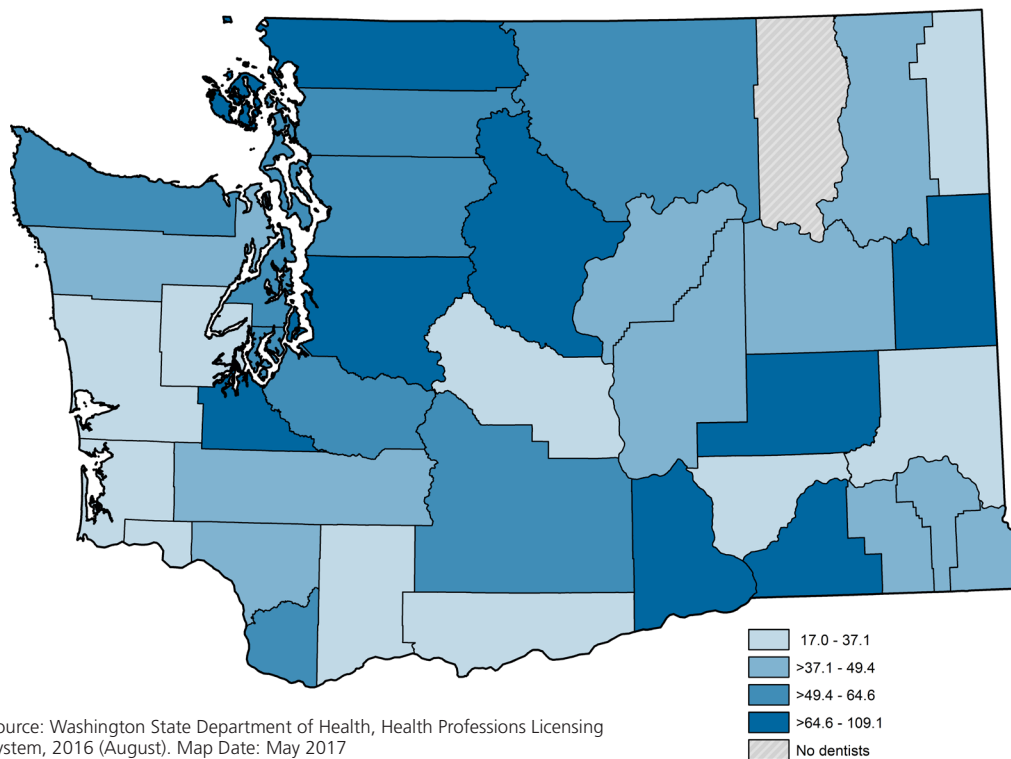 17.0 - 37.1
>37.1 - 49.4
>49.4 - 64.6
>64.6 - 109.1
No dentists
ource: Washington State Department of Health, Health Professions Licensing
ystem, 2016 (August). Map Date: May 2017